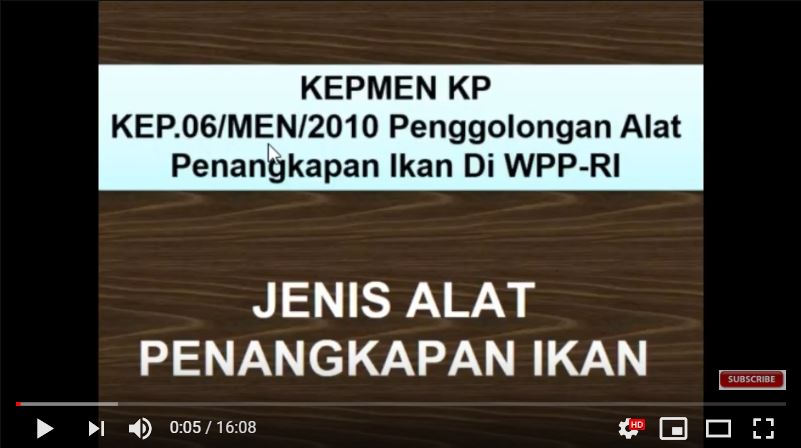 KEPMEN KP
KEP.06/MEN/2010 Penggolongan Alat
Penangkapan Ikan Di WPP-RI
JENIS ALAT
PENANGKAPAN IKAN
SUBSCRIBE
0:05 / 16:08
HD